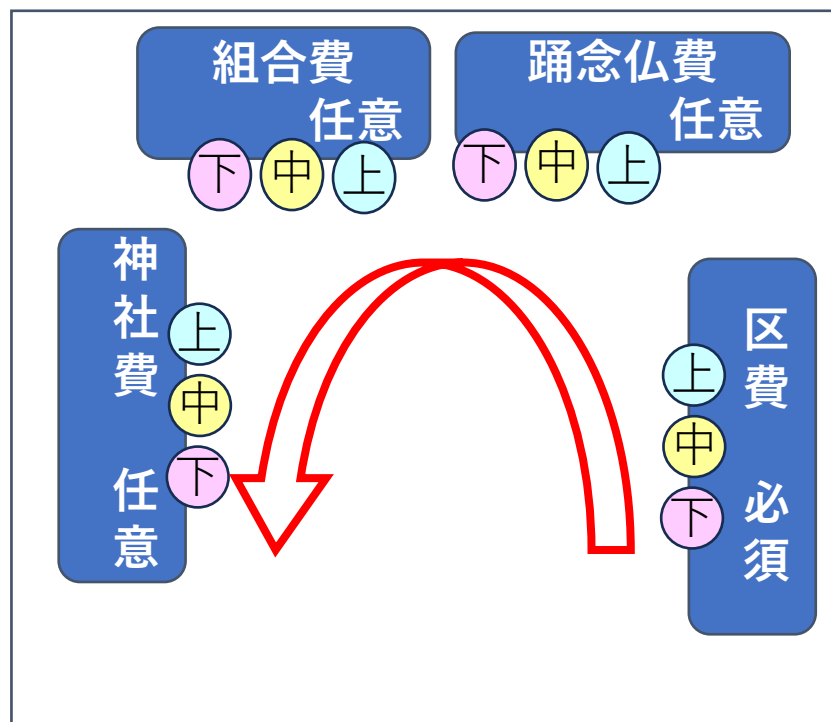 組合費
任意
下 中 上
踊念仏費
任意
下 中 上
神社費 任意
上
中
下
区費 必須
上
中
下